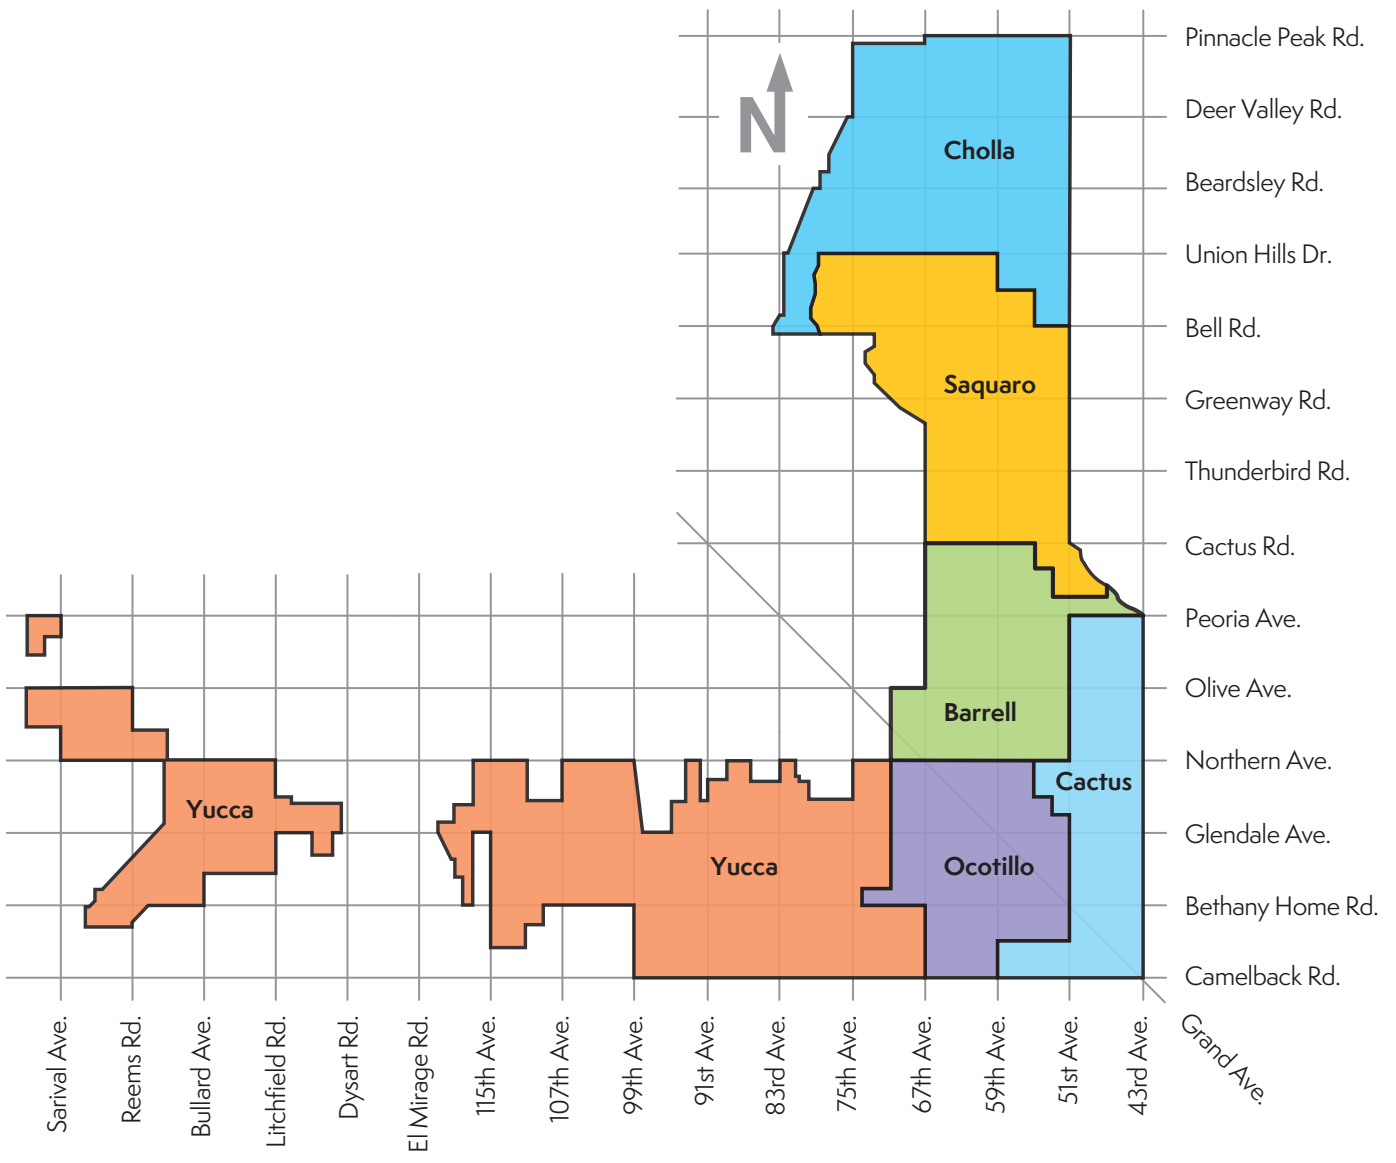 Pinnacle Peak Rd.
N
Deer Valley Rd.
Cholla
Beardsley Rd.
Union Hills Dr.
Bell Rd.
Saquaro
Greenway Rd.
Thunderbird Rd.
Cactus Rd.
Peoria Ave.
Olive Ave.
Barrell
Northern Ave.
Cactus
Yucca
Glendale Ave.
Yucca
Ocotillo
Bethany Home Rd.
Camelback Rd.
Sarival Ave.
Reems Rd.
Bullard Ave.
Litchfield Rd.
Dysart Rd.
El Mirage Rd.
115th Ave.
107th Ave.
99th Ave.
91st Ave.
83rd Ave.
75th Ave.
67th Ave.
59th Ave.
51st Ave.
43rd Ave.
Grand Ave.